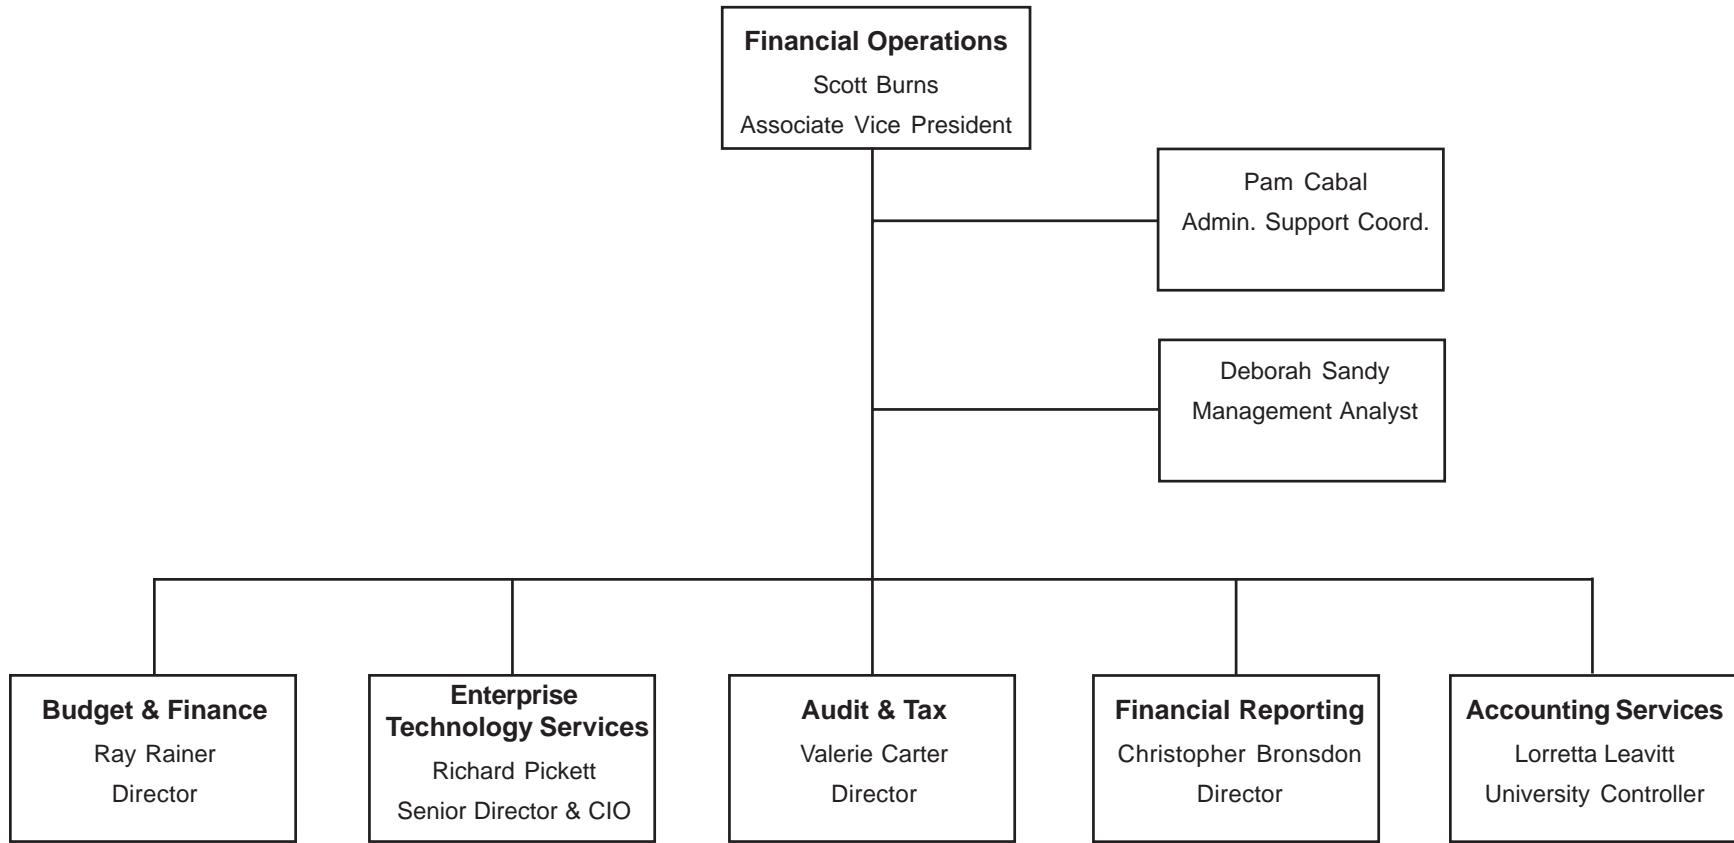 Financial Operations
Scott Burns
Associate Vice President
Pam Cabal
Admin. Support Coord.
Deborah Sandy
Management Analyst
Budget & Finance
Ray Rainer
Director
Enterprise
Technology Services
Richard Pickett
Senior Director & CIO
Audit & Tax
Valerie Carter
Director
Financial Reporting
Christopher Bronsdon
Director
Accounting Services
Lorretta Leavitt
University Controller